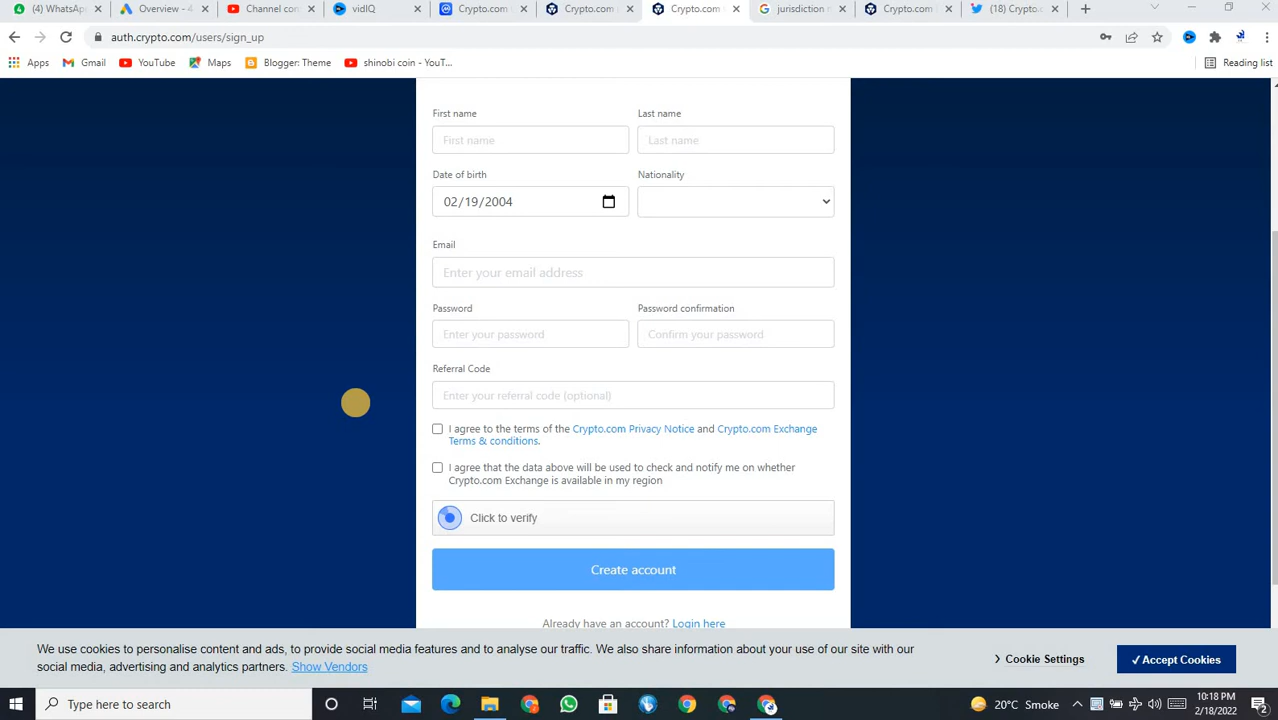 (4) WhatsAp
Overview - 4
Channel con
vidIQ
Crypto.com
Crypto.com
Crypto.com
jurisdiction
Crypto.com
(18) Crypto.c
auth.crypto.com/users/sign_up
Apps
Gmail
YouTube
Maps
Blogger: Theme
shinobi coin - YouT...
Reading list
First name
Last name
First name
Last name
Date of birth
Nationality
02/19/2004
Email
Enter your email address
Password
Password confirmation
Enter your password
Confirm your password
Referral Code
Enter your referral code (optional)
I agree to the terms of the Crypto.com Privacy Notice and Crypto.com Exchange
Terms & conditions.
I agree that the data above will be used to check and notify me on whether
Crypto.com Exchange is available in my region
Click to verify
Create account
Already have an account? Login here
We use cookies to personalise content and ads, to provide social media features and to analyse our traffic. We also share information about your use of our site with our
social media, advertising and analytics partners. Show Vendors
Cookie Settings
Accept Cookies
Type here to search
20°C Smoke
10:18 PM
2/18/2022